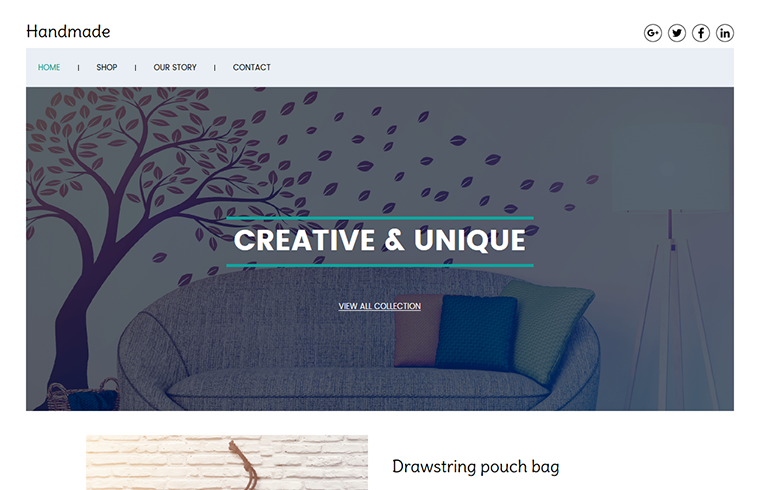 Handmade
G+
HOME | SHOP | OUR STORY | CONTACT
CREATIVE & UNIQUE
VIEW ALL COLLECTION
Drawstring pouch bag